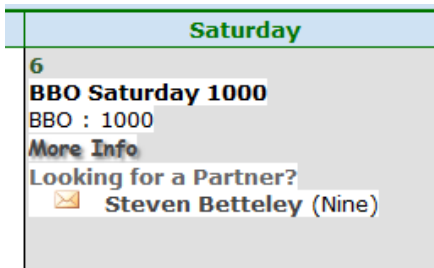 Saturday
6
BBO Saturday 1000
BBO : 1000
More Info
Looking for a Partner?
Steven Betteley (Nine)